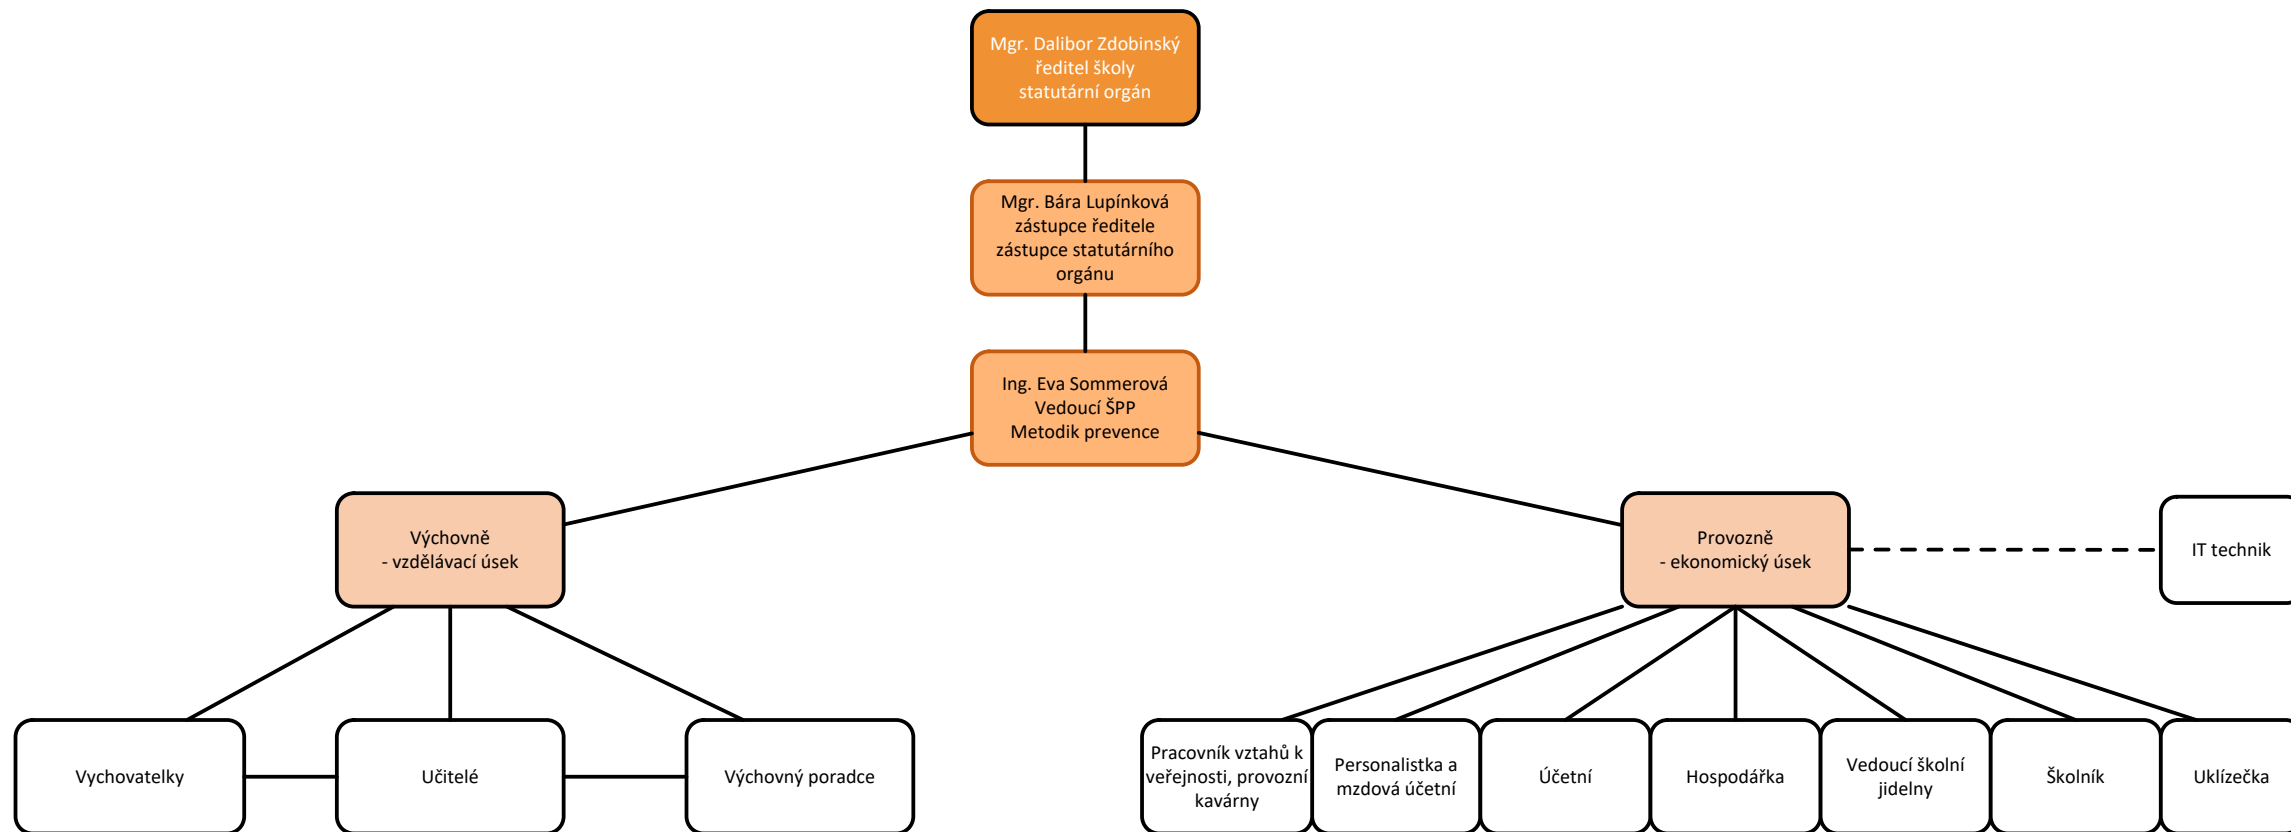 Mgr. Dalibor Zdobinský
ředitel školy
statutární orgán
Mgr. Bára Lupínková
zástupce ředitele
zástupce statutárního
orgánu
Ing. Eva Sommerová
Vedoucí ŠPP
Metodik prevence
Výchovně
- vzdělávací úsek
Provozně
- ekonomický úsek
IT technik
Vychovatelky
Učitelé
Výchovný poradce
Pracovník vztahů k
veřejnosti, provozní
kavárny
Personalistka a
mzdová účetní
Účetní
Hospodářka
Vedoucí školní
jidelny
Školník
Uklízečka